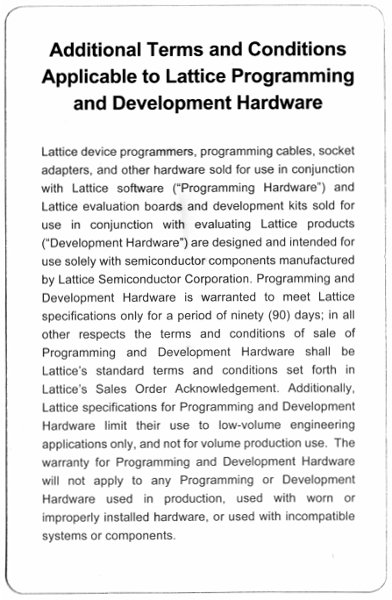 Additional Terms and Conditions
Applicable to Lattice Programming
and Development Hardware
Lattice device programmers, programming cables, socket
adapters, and other hardware sold for use in conjunction
with Lattice software (“Programming Hardware”) and
Lattice evaluation boards and development kits sold for
use in conjunction with evaluating Lattice products
(“Development Hardware”) are designed and intended for
use solely with semiconductor components manufactured
by Lattice Semiconductor Corporation. Programming and
Development Hardware is warranted to meet Lattice
specifications only for a period of ninety (90) days; in all
other respects the terms and conditions of sale of
Programming and Development Hardware shall be
Lattice’s standard terms and conditions set forth in
Lattice’s Sales Order Acknowledgement. Additionally,
Lattice specifications for Programming and Development
Hardware limit their use to low-volume engineering
applications only, and not for volume production use. The
warranty for Programming and Development Hardware
will not apply to any Programming or Development
Hardware used in production, used with worn or
improperly installed hardware, or used with incompatible
systems or components.